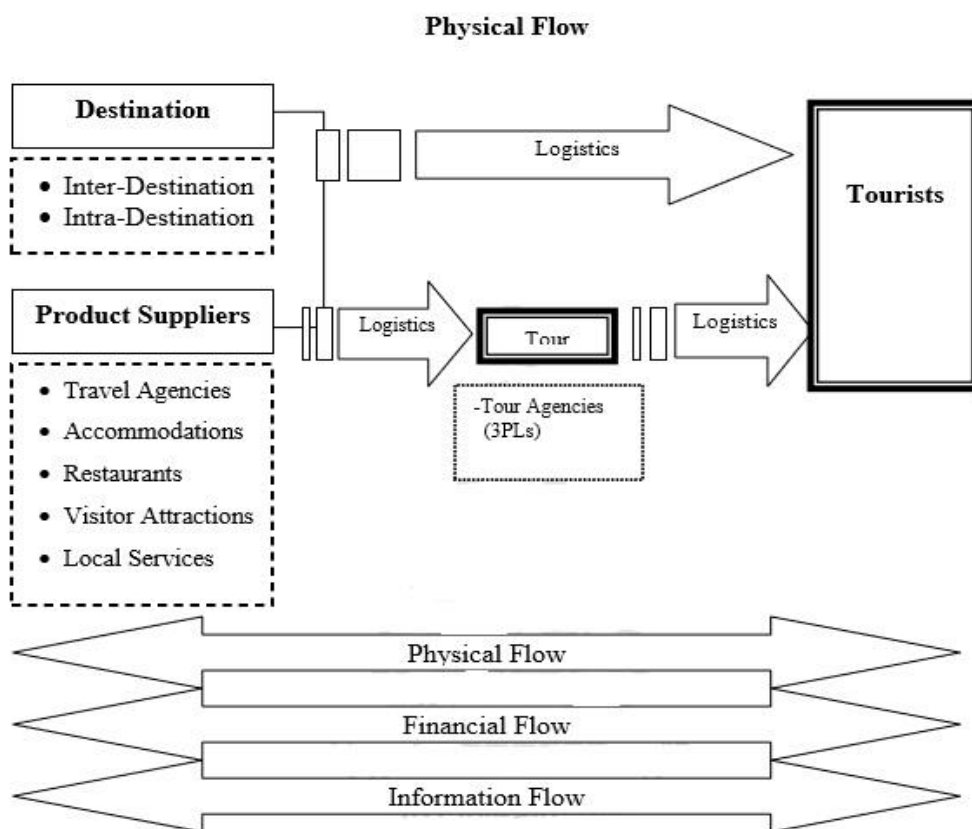 Physical Flow
Destination
• Inter-Destination
• Intra-Destination
Logistics
Tourists
Product Suppliers
• Travel Agencies
• Accommodations
• Restaurants
• Visitor Attractions
• Local Services
Logistics
Tour
-Tour Agencies
(3PLs)
Logistics
Physical Flow
Financial Flow
Information Flow